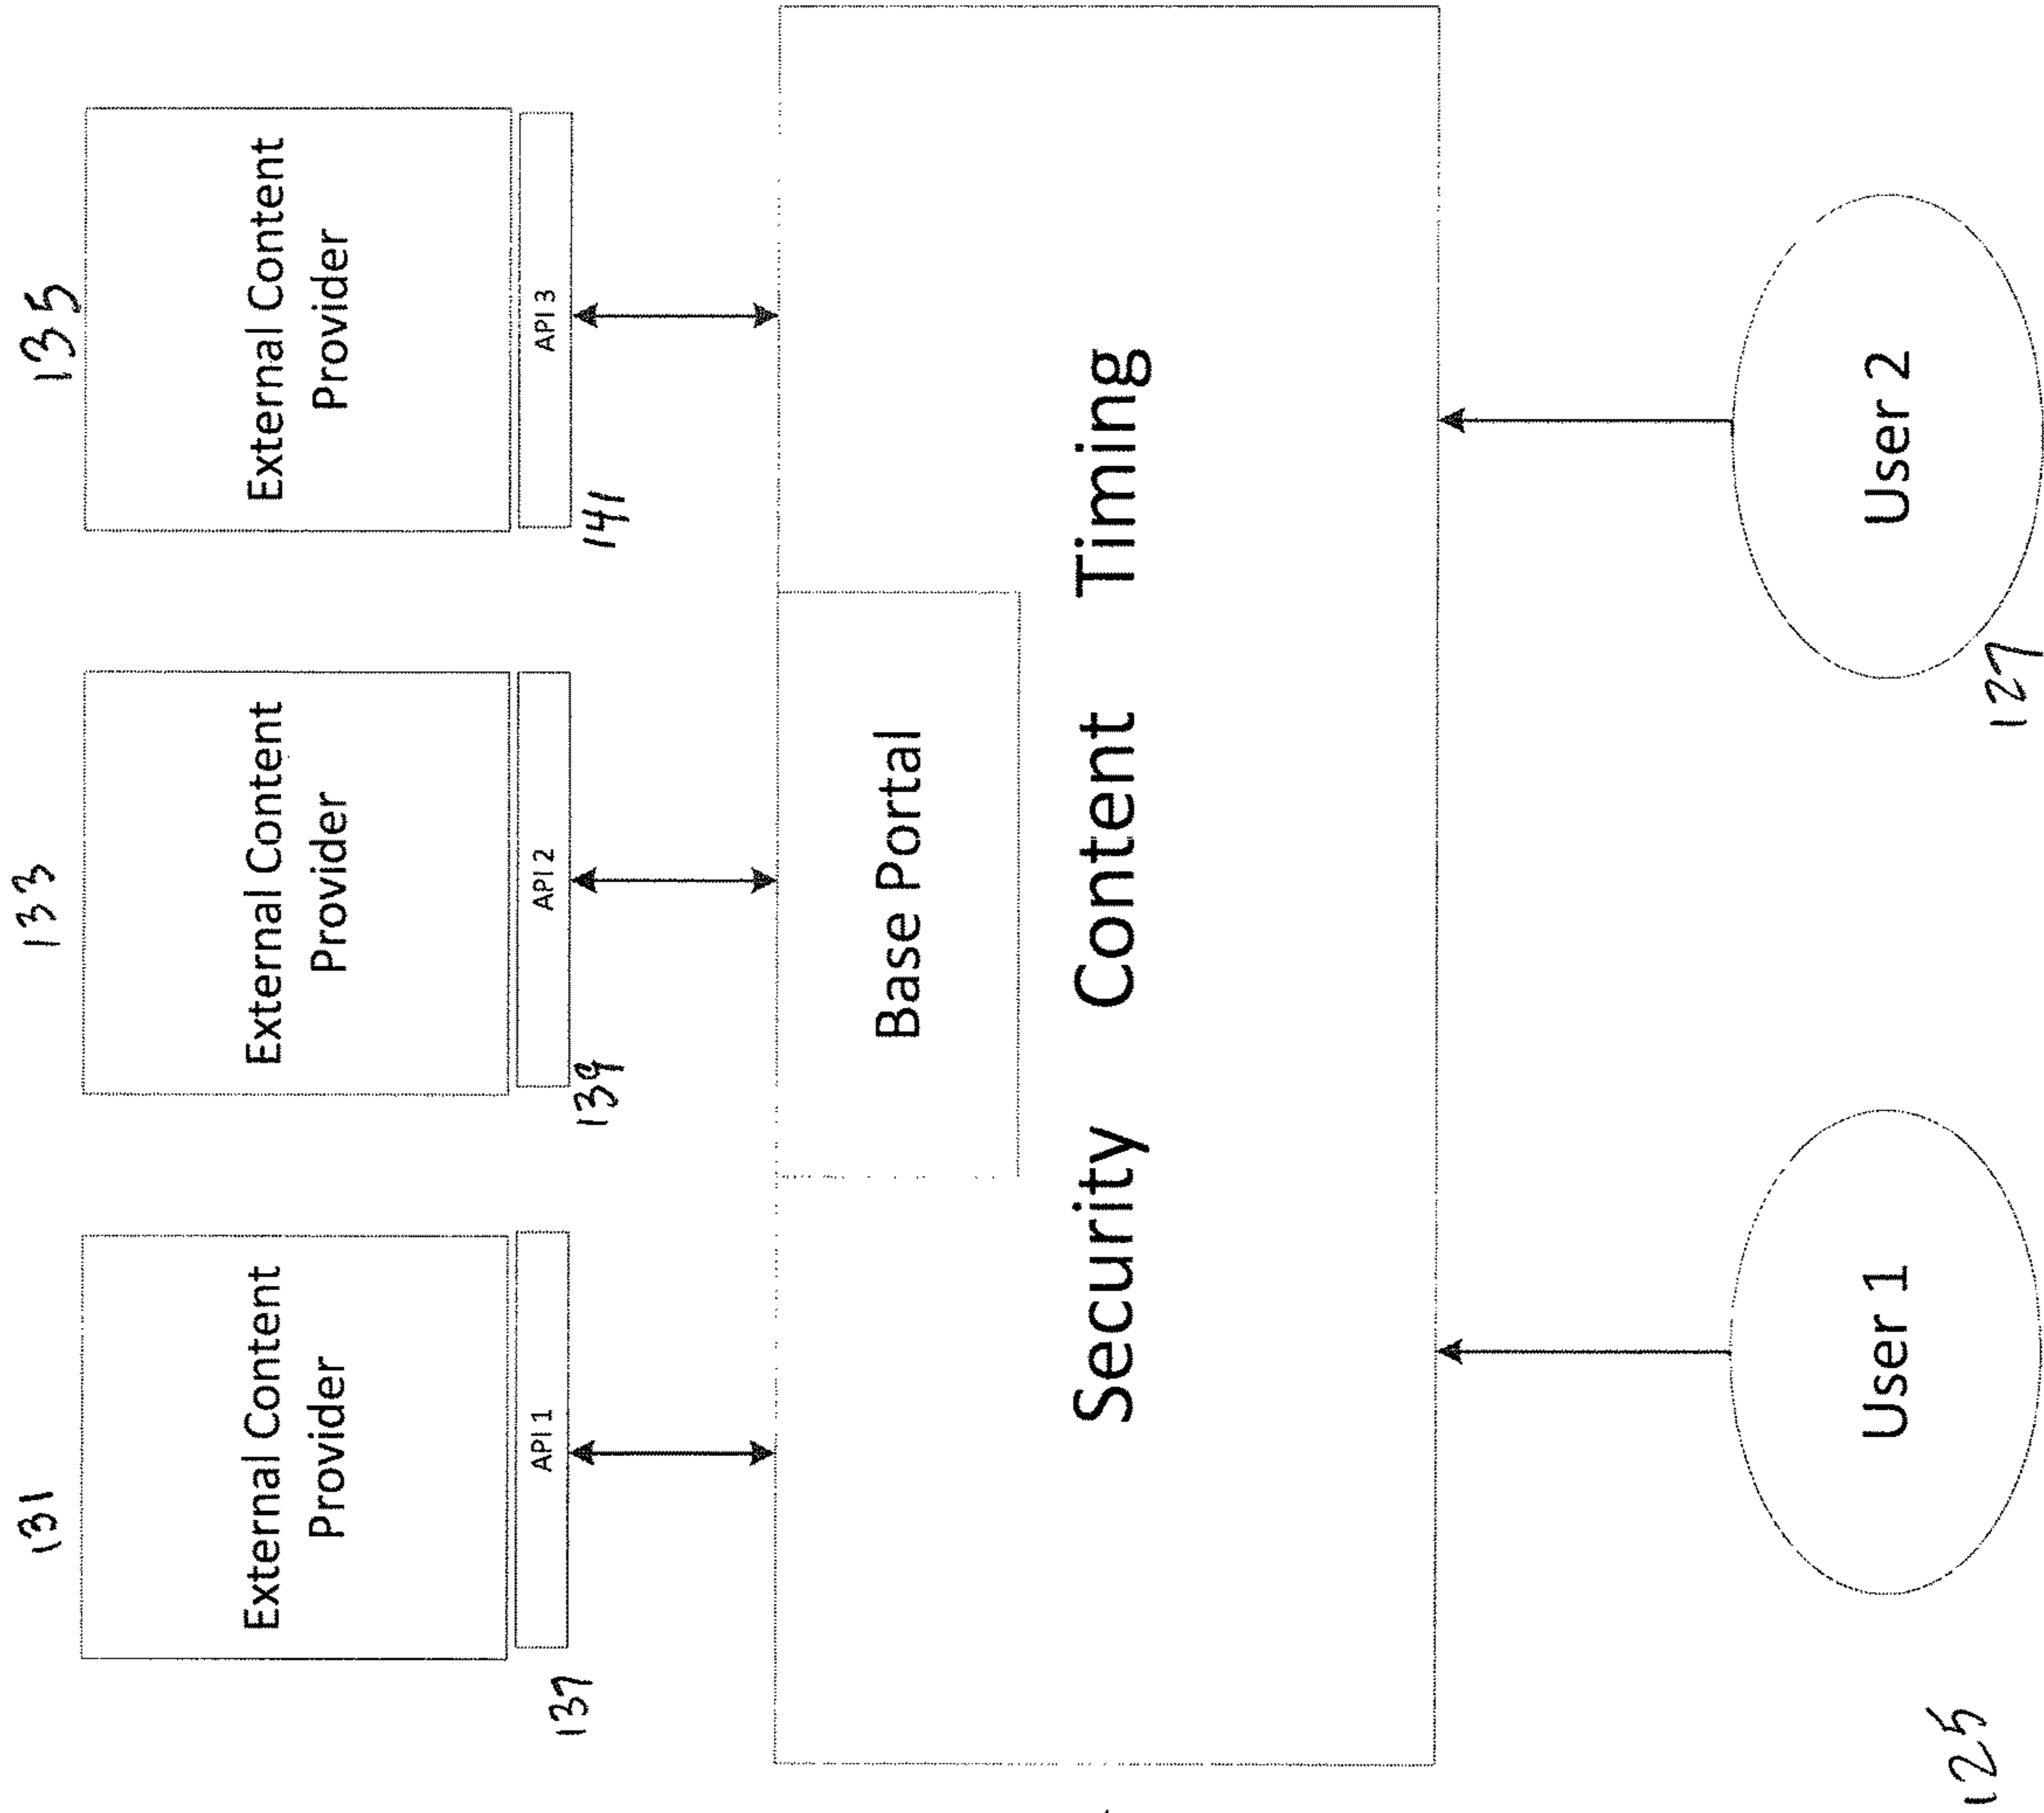 131
133
135
External Content
Provider
External Content
Provider
External Content
Provider
API 1
API 2
API 3
137
139
141
Base Portal
Security Content Timing
User 1
User 2
125
127